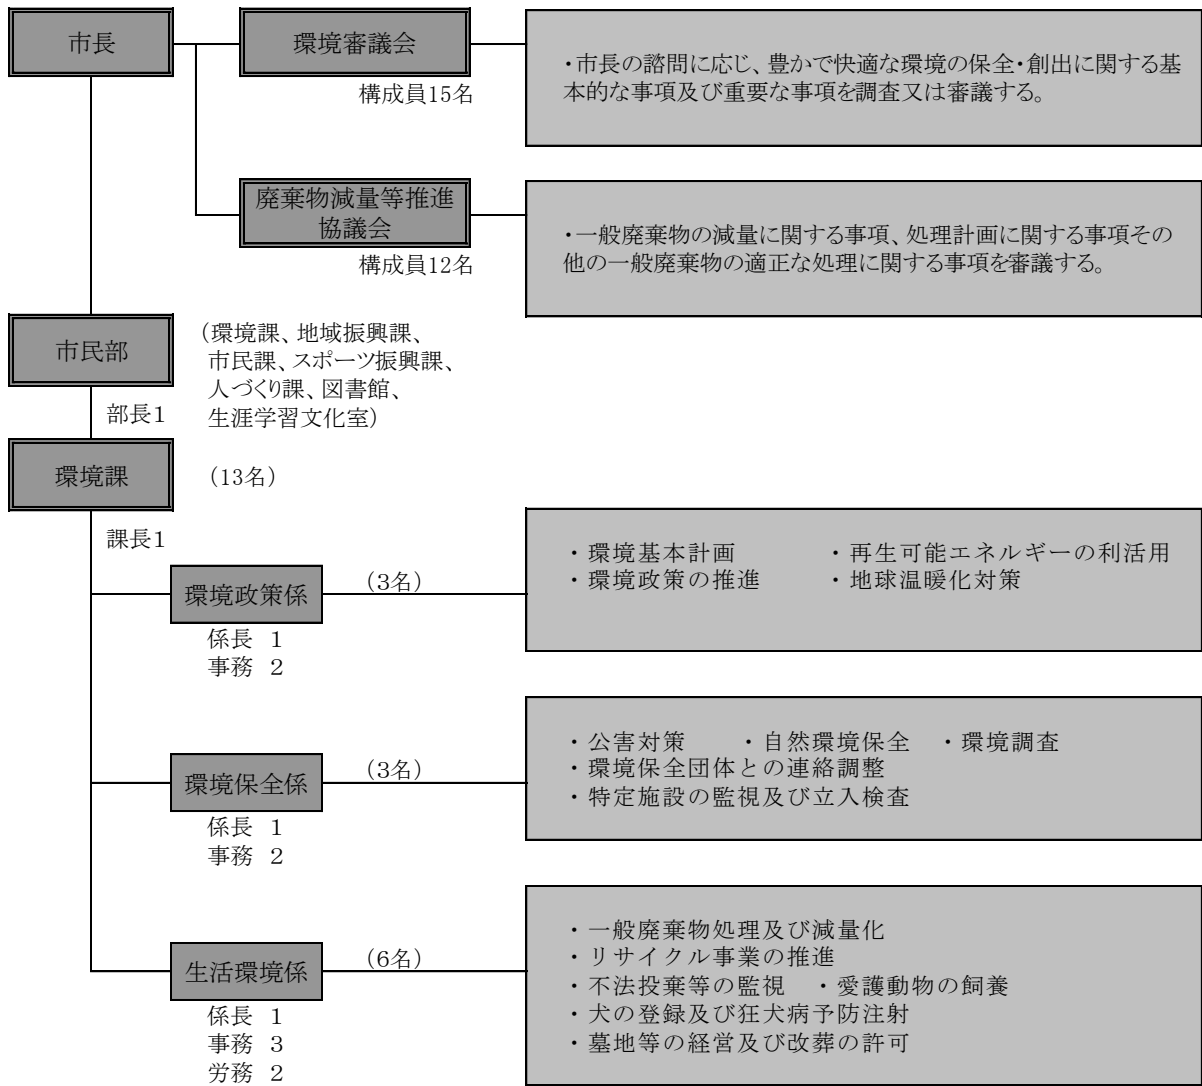 市長
環境審議会
構成員15名
・市長の諮問に応じ、豊かで快適な環境の保全・創出に関する基
本的な事項及び重要な事項を調査又は審議する。
廃棄物減量等推進
協議会
構成員12名
・一般廃棄物の減量に関する事項、処理計画に関する事項その
他の一般廃棄物の適正な処理に関する事項を審議する。
市民部
（環境課、地域振興課、
市民課、スポーツ振興課、
人づくり課、図書館、
生涯学習文化室）
部長１
環境課
（13名）
課長１
環境政策係
（3名）
係長 １
事務 ２
・環境基本計画 ・再生可能エネルギーの利活用
・環境政策の推進 ・地球温暖化対策
環境保全係
（3名）
係長 １
事務 ２
・公害対策 ・自然環境保全 ・環境調査
・環境保全団体との連絡調整
・特定施設の監視及び立入検査
生活環境係
（6名）
係長 １
事務 ３
労務 ２
・一般廃棄物処理及び減量化
・リサイクル事業の推進
・不法投棄等の監視 ・愛護動物の飼養
・犬の登録及び狂犬病予防注射
・墓地等の経営及び改葬の許可